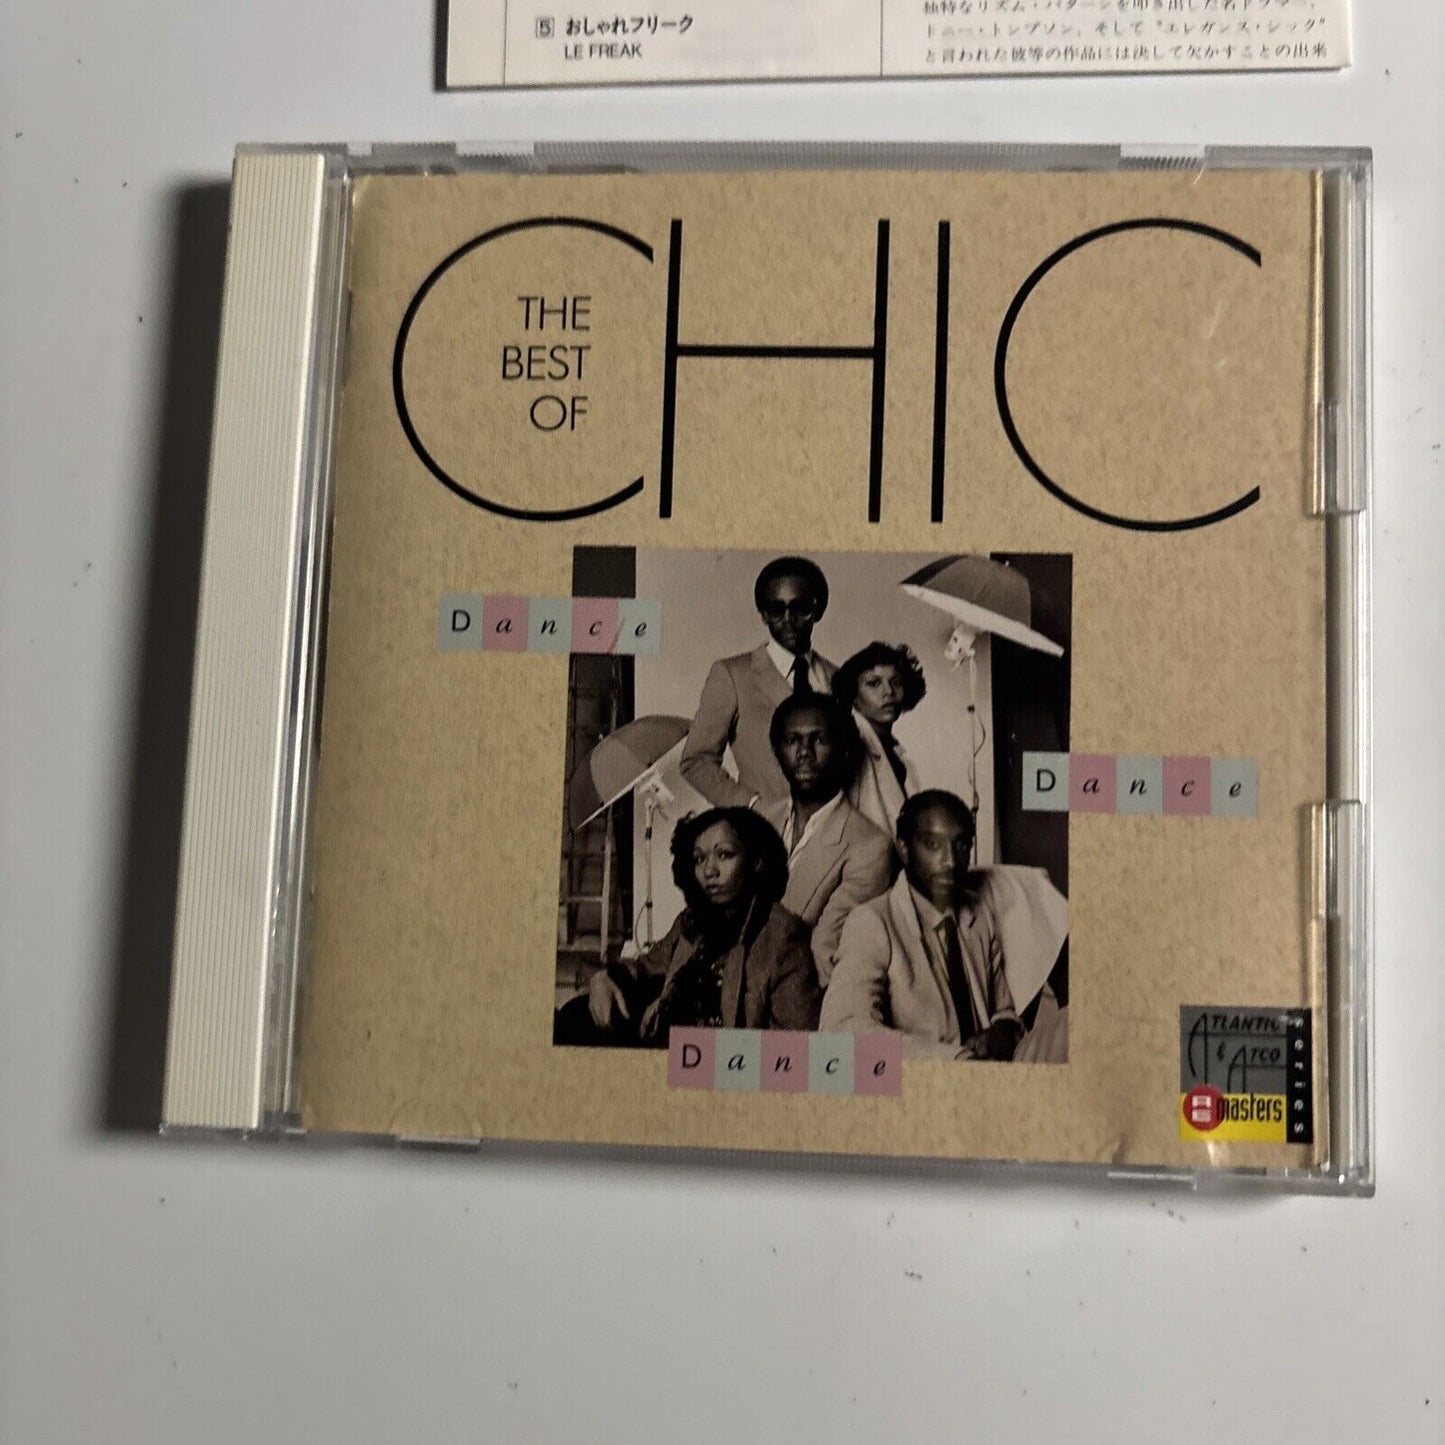 5 おしゃれフリーク
LE FREAK
独特なリズム・パターンを叩き出した名ドラマー、
トニー・トンプソン、そして“エレガンス・シック”
と言われた彼等の作品には決して欠かすことの出来
THE
BEST
OF
CHIC
Dance
Dance
Dance
ATLANTIC
& ATCO
masters
series